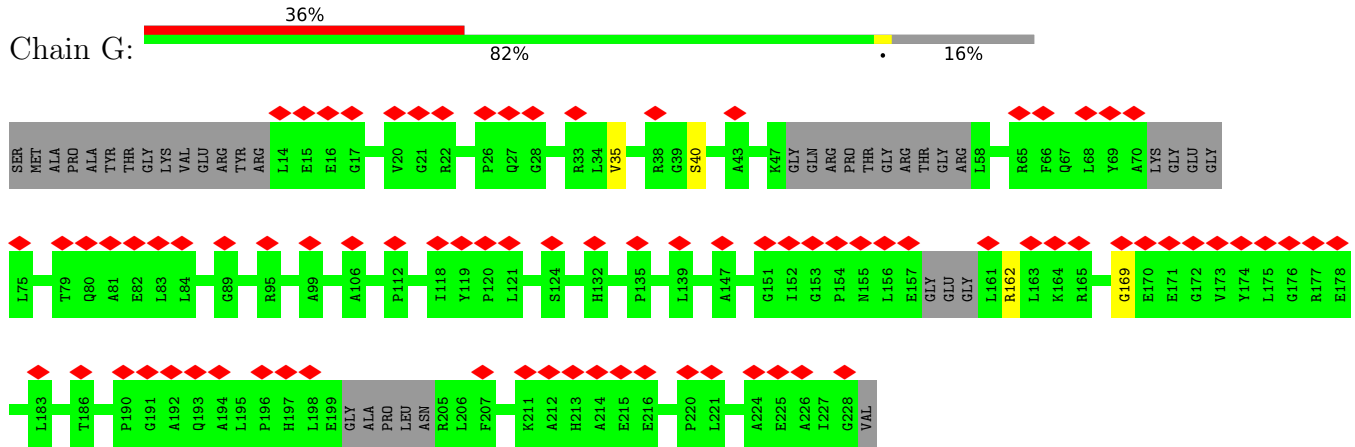 36%
Chain G:
82% • 16%
SER MET ALA PRO ALA TYR THR GLY LYS VAL GLU ARG TYR ARG L14 E15 E16 G17 V20 G21 R22 P26 Q27 G28 R33 L34 V35 R38 G39 S40 A43 K47 GLY GLN ARG PRO THR GLY ARG THR GLY ARG L58 R65 F66 Q67 L68 Y69 A70 LYS GLY GLU GLY
L75 T79 Q80 A81 E82 L83 L84 G89 R95 A99 A106 P112 I118 Y119 P120 L121 S124 H132 P135 L139 A147 G151 I152 G153 P154 N155 L156 E157 GLY GLU GLY L161 R162 L163 K164 R165 G169 E170 E171 G172 V173 Y174 L175 G176 R177 E178
L183 T186 P190 G191 A192 Q193 A194 L195 P196 H197 L198 E199 GLY ALA PRO LEU ASN R205 L206 F207 K211 A212 H213 A214 E215 E216 P220 L221 A224 E225 A226 I227 G228 VAL